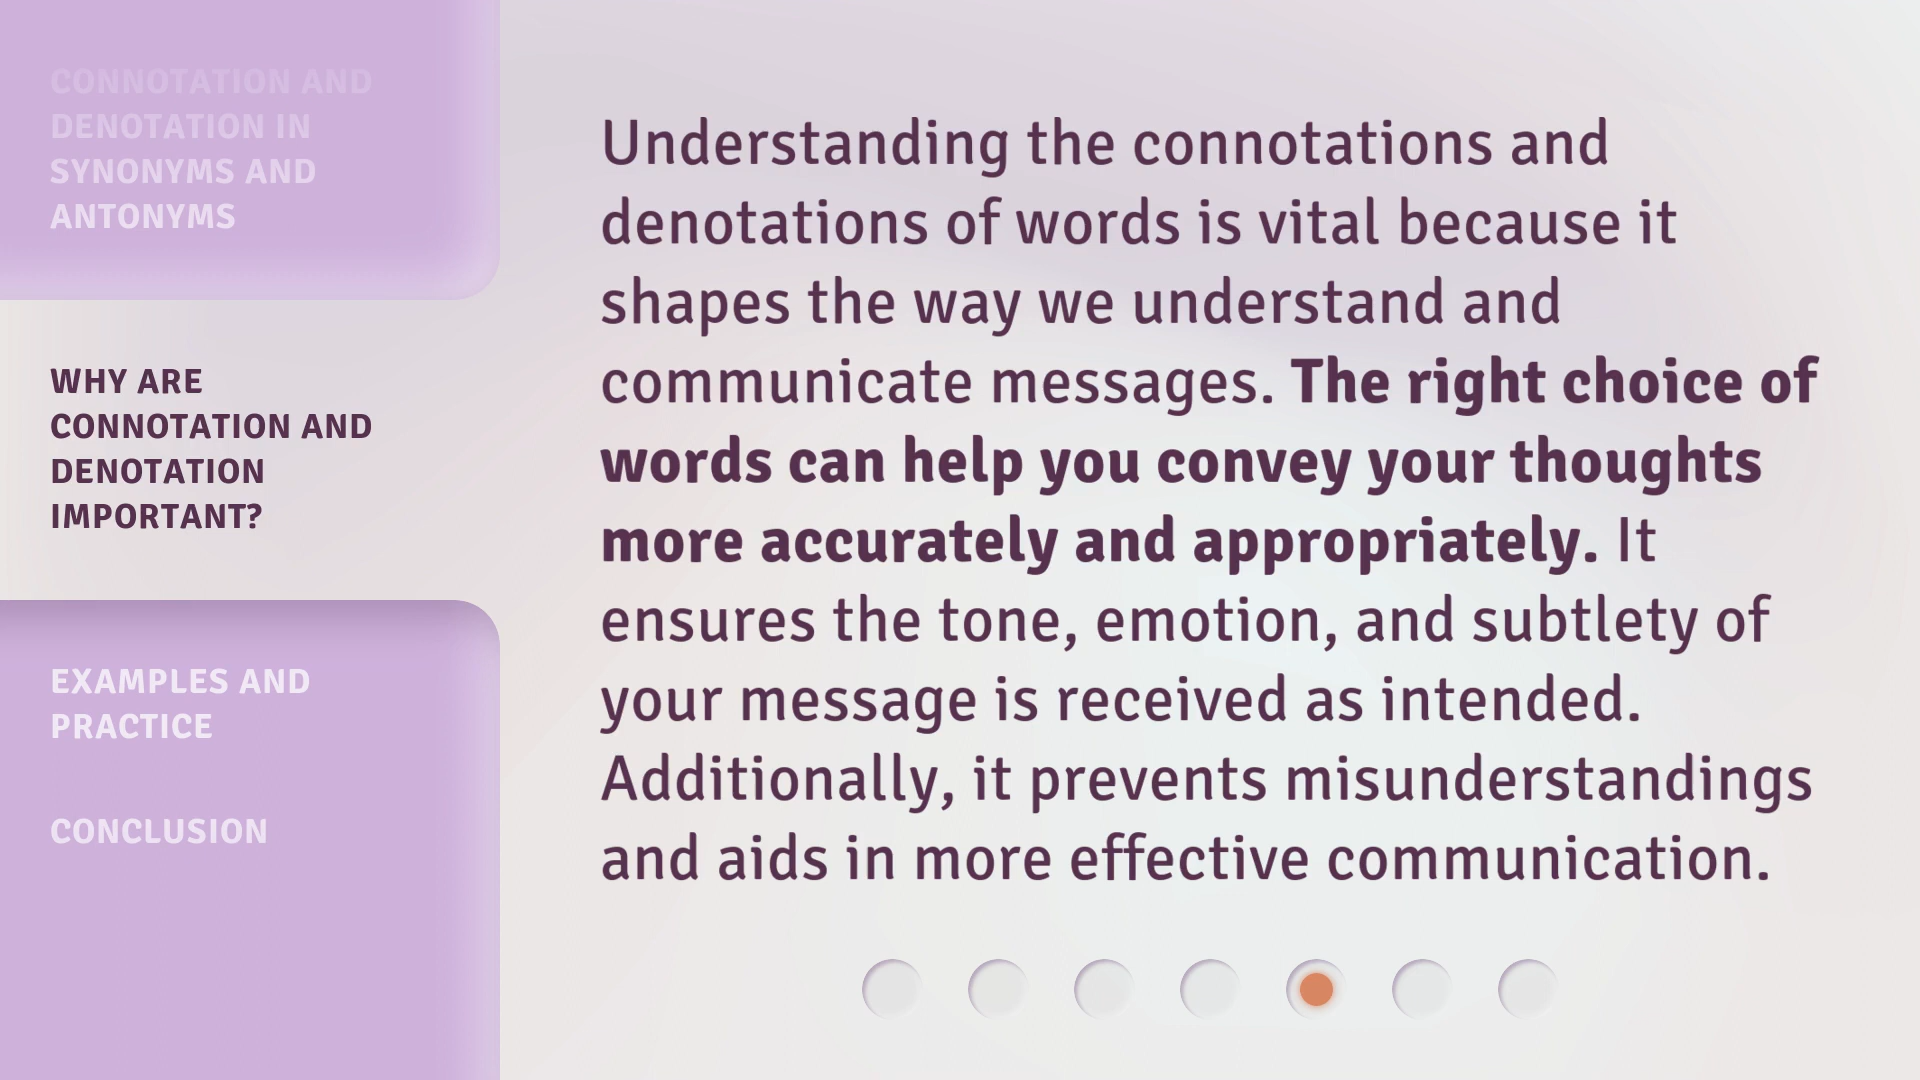 CONNOTATION AND
DENOTATION IN
SYNONYMS AND
ANTONYMS
WHY ARE
CONNOTATION AND
DENOTATION
IMPORTANT?
EXAMPLES AND
PRACTICE
CONCLUSION
Understanding the connotations and
denotations of words is vital because it
shapes the way we understand and
communicate messages. The right choice of
words can help you convey your thoughts
more accurately and appropriately. It
ensures the tone, emotion, and subtlety of
your message is received as intended.
Additionally, it prevents misunderstandings
and aids in more effective communication.